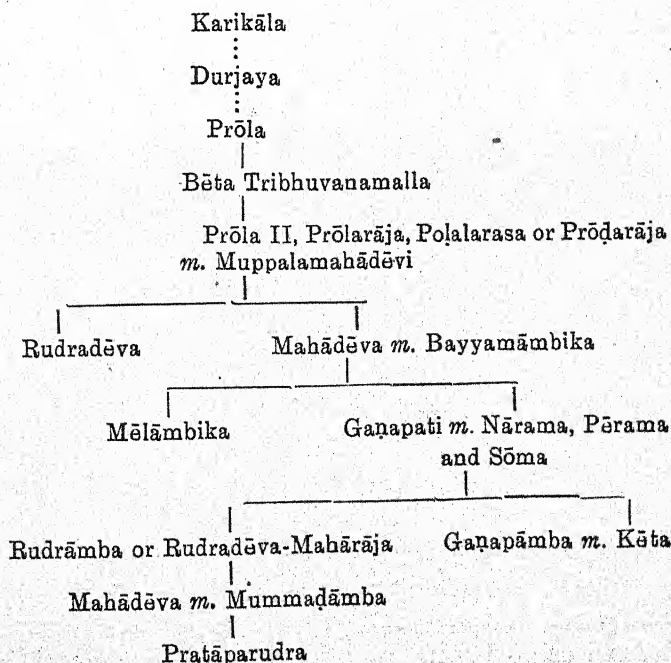 Karikāla
Durjaya
Prōla
Bēta Tribhuvanamalla
Prōla II, Prōlarāja, Poḷalarasa or Prōḍarāja
m. Muppalamahādēvi
Rudradēva Mahādēva m. Bayyamāmbika
Mēlāmbika Gaṇapati m. Nārama, Pērama
and Sōma
Rudrāmba or Rudradēva-Mahārāja Gaṇapāmba m. Kēta
Mahādēva m. Mummaḍāmba
Pratāparudra